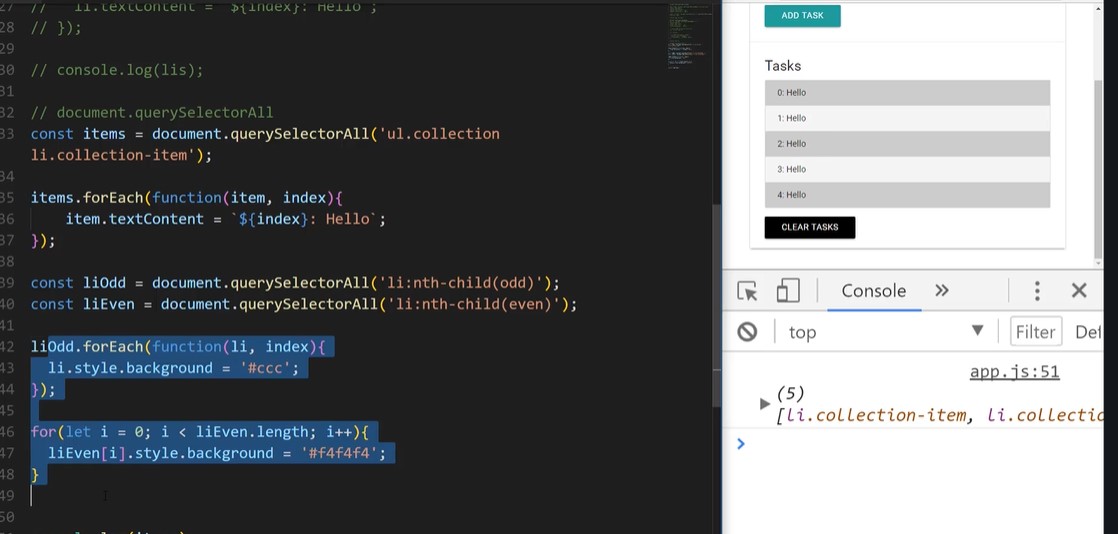 27 //   li.textContent = `${index}: Hello`;
28 // });
29
30 // console.log(lis);
31
32 // document.querySelectorAll
33 const items = document.querySelectorAll('ul.collection
li.collection-item');
34
35 items.forEach(function(item, index){
36 item.textContent = `${index}: Hello`;
37 });
38
39 const liOdd = document.querySelectorAll('li:nth-child(odd)');
40 const liEven = document.querySelectorAll('li:nth-child(even)');
41
42 liOdd.forEach(function(li, index){
43 li.style.background = '#ccc';
44 });
45
46 for(let i = 0; i < liEven.length; i++){
47 liEven[i].style.background = '#f4f4f4';
48 }
49
50
ADD TASK
Tasks
0: Hello
1: Hello
2: Hello
3: Hello
4: Hello
CLEAR TASKS
Console »
top Filter Def
app.js:51
(5)
[li.collection-item, li.collectio